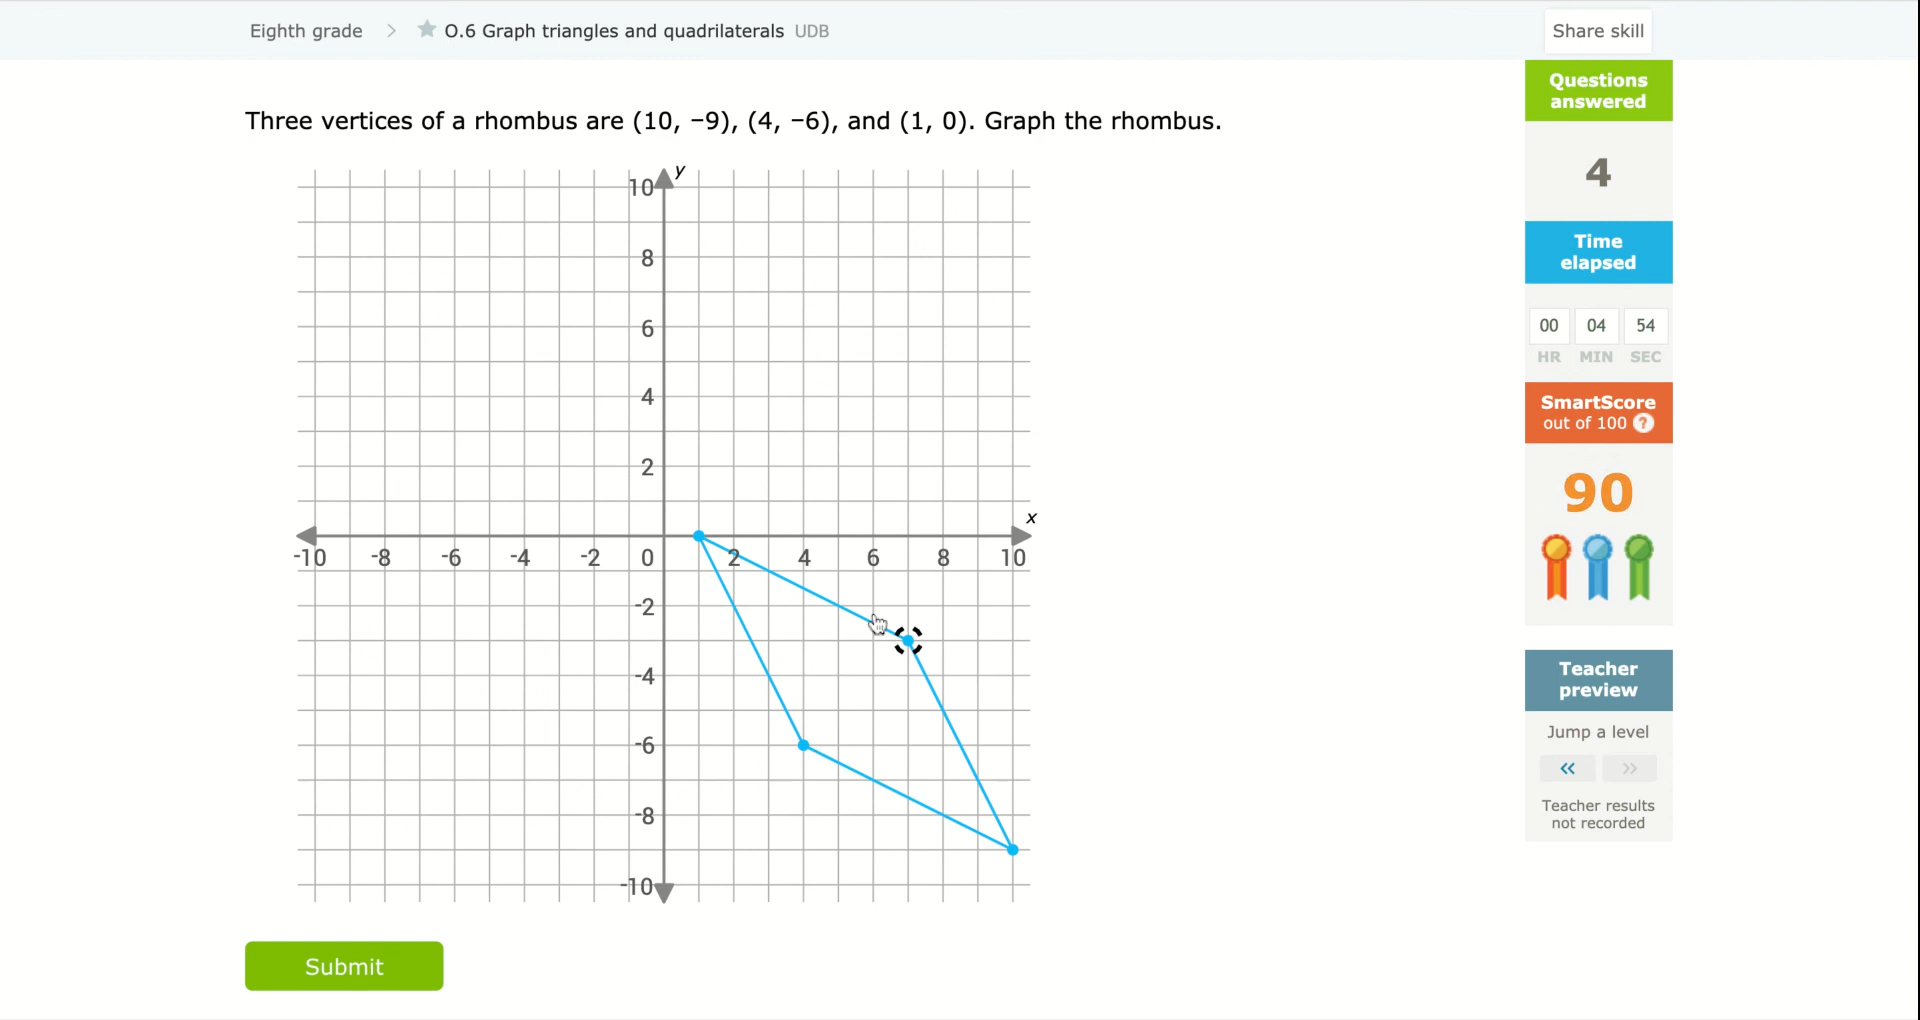 Eighth grade > O.6 Graph triangles and quadrilaterals UDB
Share skill
Three vertices of a rhombus are (10, −9), (4, −6), and (1, 0). Graph the rhombus.
y
10
8
6
4
2
x
-10 -8 -6 -4 -2 0 2 4 6 8 10
-2
-4
-6
-8
-10
Submit
Questions
answered
4
Time
elapsed
00 04 54
HR MIN SEC
SmartScore
out of 100 ?
90
Teacher
preview
Jump a level
Teacher results
not recorded